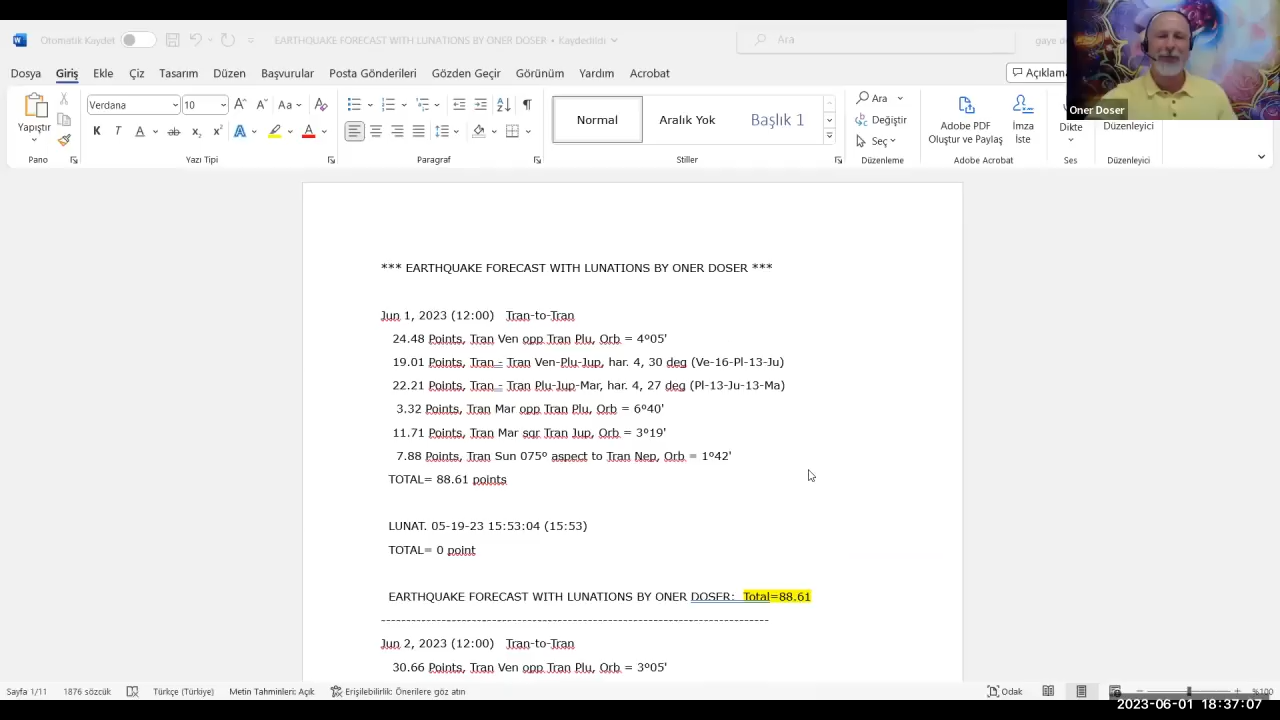 Otomatik Kaydet
EARTHQUAKE FORECAST WITH LUNATIONS BY ONER DOSER • Kaydedildi
Ara
gaye d
Dosya Giriş Ekle Çiz Tasarım Düzen Başvurular Posta Gönderileri Gözden Geçir Görünüm Yardım Acrobat
Açıklama
Oner Doser
Yapıştır
Verdana 10
Normal
Aralık Yok
Başlık 1
Ara
Değiştir
Seç
Adobe PDF
Oluştur ve Paylaş
İmza
İste
Dikte
Düzenleyici
Pano Yazı Tipi Paragraf Stiller Düzenleme Adobe Acrobat Ses Düzenleyici
*** EARTHQUAKE FORECAST WITH LUNATIONS BY ONER DOSER ***
Jun 1, 2023 (12:00) Tran-to-Tran
24.48 Points, Tran Ven opp Tran Plu, Orb = 4º05'
19.01 Points, Tran - Tran Ven-Plu-Jup, har. 4, 30 deg (Ve-16-Pl-13-Ju)
22.21 Points, Tran - Tran Plu-Jup-Mar, har. 4, 27 deg (Pl-13-Ju-13-Ma)
3.32 Points, Tran Mar opp Tran Plu, Orb = 6º40'
11.71 Points, Tran Mar sqr Tran Jup, Orb = 3º19'
7.88 Points, Tran Sun 075º aspect to Tran Nep, Orb = 1º42'
TOTAL= 88.61 points
LUNAT. 05-19-23 15:53:04 (15:53)
TOTAL= 0 point
EARTHQUAKE FORECAST WITH LUNATIONS BY ONER DOSER: Total=88.61
--------------------------------------------------------------------------
Jun 2, 2023 (12:00) Tran-to-Tran
30.66 Points, Tran Ven opp Tran Plu, Orb = 3º05'
Sayfa 1/11 1876 sözcük Türkçe (Türkiye) Metin Tahminleri: Açık Erişilebilirlik: Önerilere göz atın Odak %100
2023-06-01 18:37:07